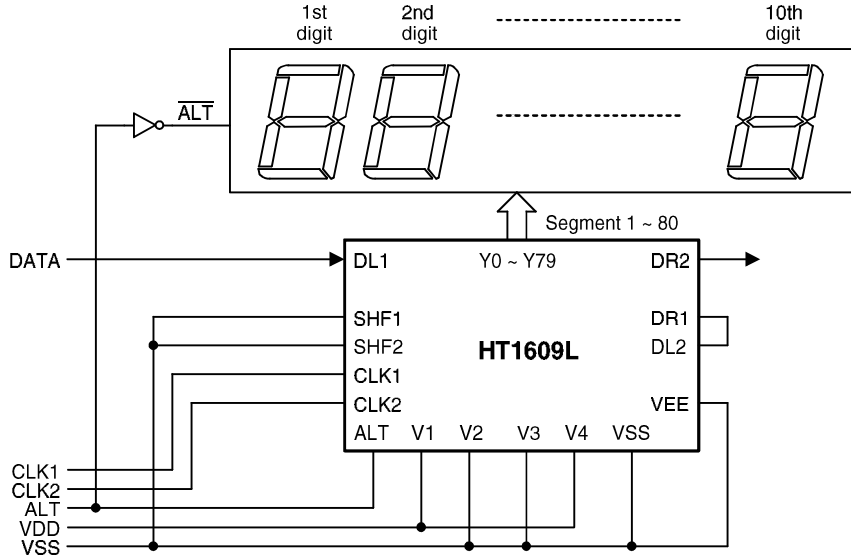 1st digit
2nd digit
10th digit
ALT
Segment 1 ~ 80
DATA
DL1
Y0 ~ Y79
DR2
SHF1
DR1
SHF2
HT1609L
DL2
CLK1
CLK2
VEE
ALT
V1
V2
V3
V4
VSS
CLK1
CLK2
ALT
VDD
VSS